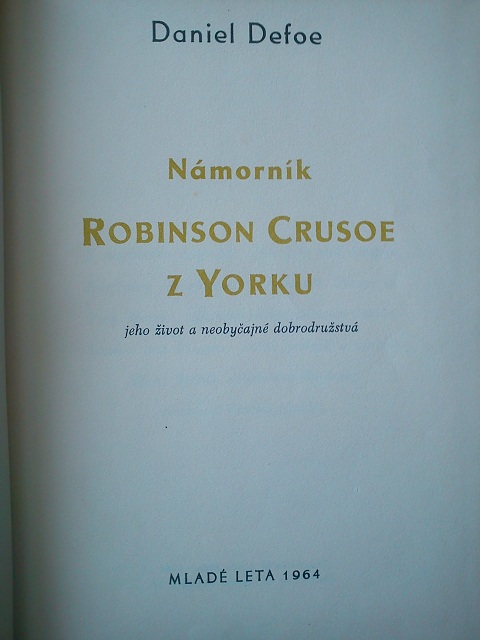 Daniel Defoe
Námorník
ROBINSON CRUSOE
Z YORKU
jeho život a neobyčajné dobrodružstvá
MLADÉ LETA 1964